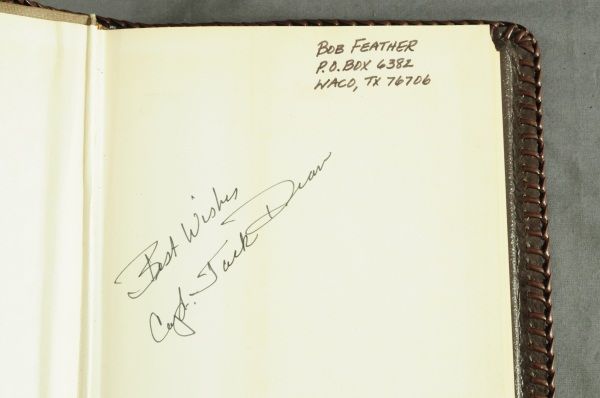 BOB FEATHER
P.O. BOX 6382
WACO, TX 76706
Best Wishes
Capt. Jack Dean